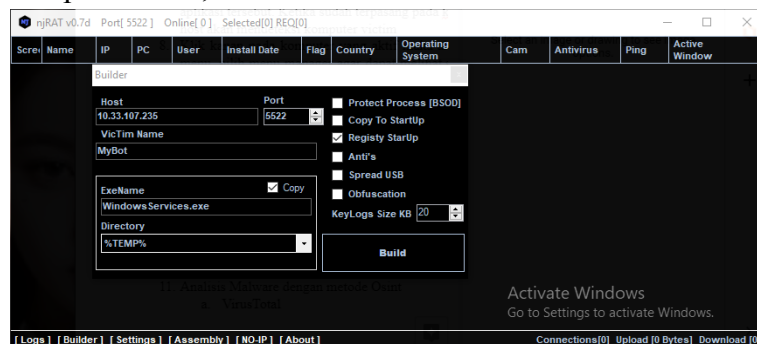 njRAT v0.7d Port[ 5522 ] Online[ 0 ] Selected[0] REQ[0]
Scree Name IP PC User Install Date Flag Country Operating System Cam Antivirus Ping Active Window
Builder
Host Port
10.33.107.235 5522
VicTim Name
MyBot
ExeName Copy
WindowsServices.exe
Directory
%TEMP%
Protect Process [BSOD]
Copy To StartUp
Registy StarUp
Anti's
Spread USB
Obfuscation
KeyLogs Size KB 20
Build
11. Analisis Malware dengan metode Osint
a. VirusTotal
Activate Windows
Go to Settings to activate Windows.
[ Logs ] [ Builder ] [ Settings ] [ Assembly ] [ NO-IP ] [ About ] Connections[0] Upload [0 Bytes] Download [0